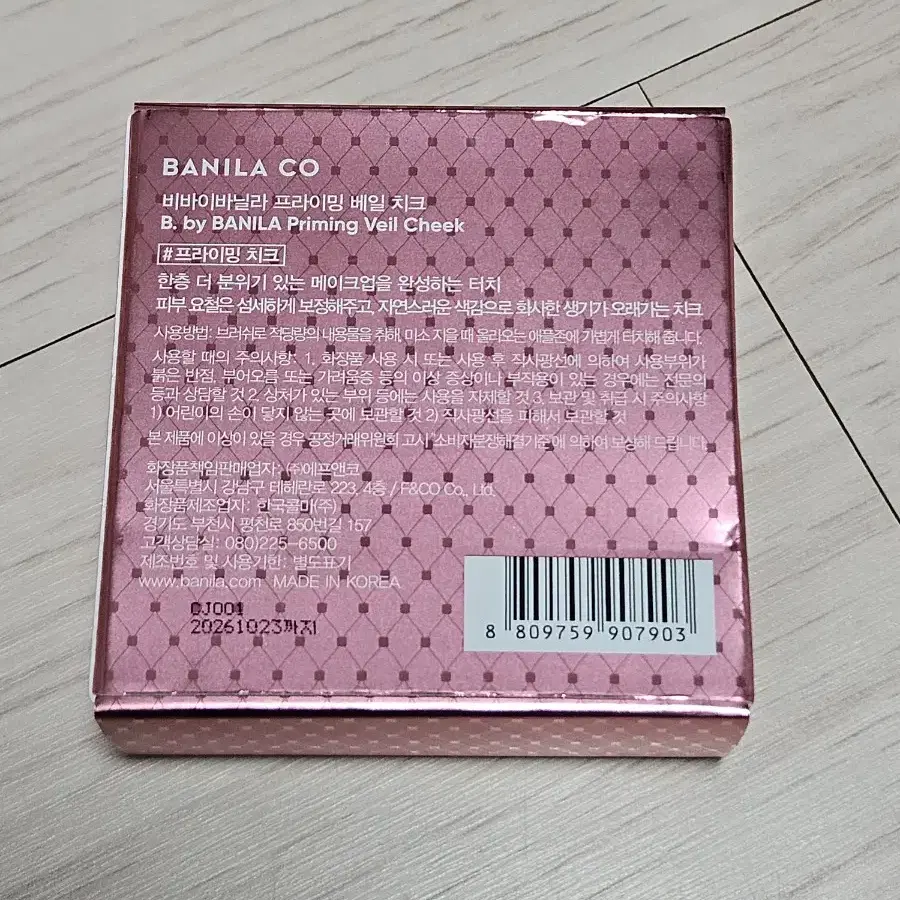 BANILA CO
비바이바닐라 프라이밍 베일 치크
B. by BANILA Priming Veil Cheek
#프라이밍 치크
한층 더 분위기 있는 메이크업을 완성하는 터치
피부 요철은 섬세하게 보정해주고, 자연스러운 색감으로 화사한 생기가 오래가는 치크
사용방법: 브러쉬로 적당량의 내용물을 취해, 미소 지을 때 올라오는 애플존에 가볍게 터치해 줍니다.
사용할 때의 주의사항: 1. 화장품 사용 시 또는 사용 후 직사광선에 의하여 사용부위가
붉은 반점, 부어오름 또는 가려움증 등의 이상 증상이나 부작용이 있는 경우에는 전문의
등과 상담할 것 2. 상처가 있는 부위 등에는 사용을 자제할 것 3. 보관 및 취급 시 주의사항
1) 어린이의 손이 닿지 않는 곳에 보관할 것 2) 직사광선을 피해서 보관할 것
본 제품에 이상이 있을 경우 공정거래위원회 고시 '소비자분쟁해결기준'에 의하여 보상해 드립니다.
화장품책임판매업자: ㈜에프앤코
서울특별시 강남구 테헤란로 223, 4층 / F&CO Co., Ltd.
화장품제조업자: 한국콜마(주)
경기도 부천시 평천로 850번길 157
고객상담실: 080)225-6500
제조번호 및 사용기한: 별도표기
www.banila.com MADE IN KOREA
CJ001
20261023까지
8 809759 907903